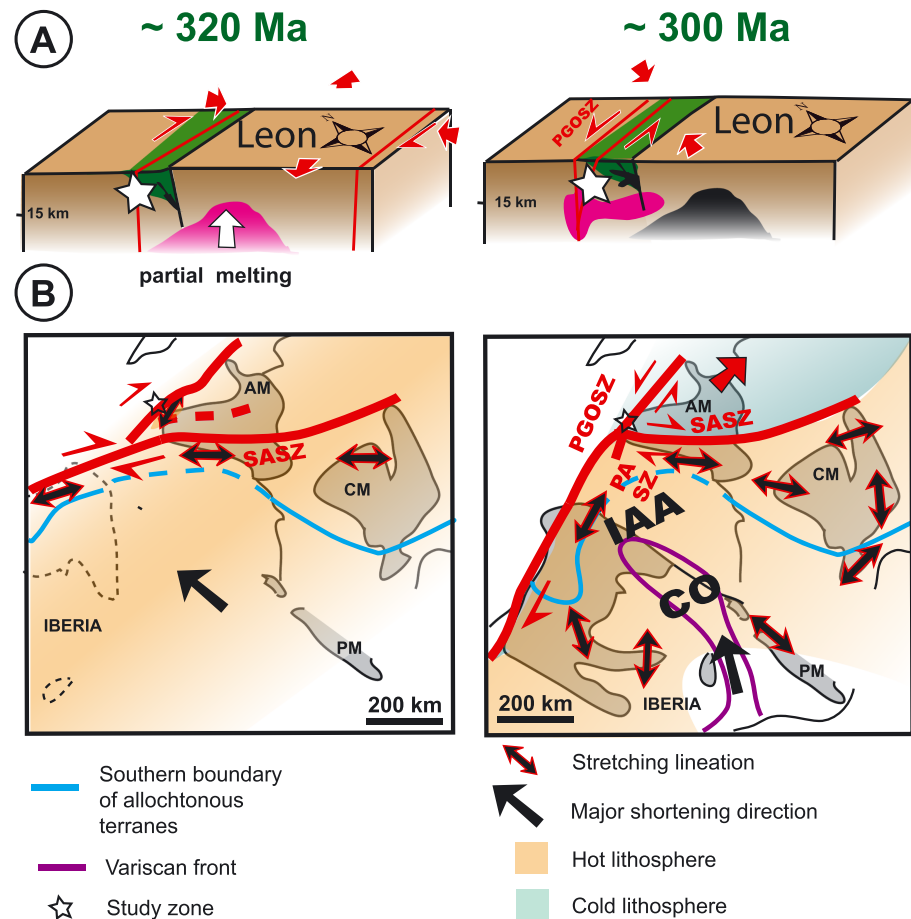 A
~ 320 Ma
~ 300 Ma
Leon
N
15 km
partial melting
PGOSZ
Leon
N
15 km
B
AM
SASZ
CM
IBERIA
PM
200 km
PGOSZ
AM
SASZ
PA
SZ
IAA
CM
CO
PM
IBERIA
200 km
Southern boundary
of allochtonous
terranes
Variscan front
Study zone
Stretching lineation
Major shortening direction
Hot lithosphere
Cold lithosphere